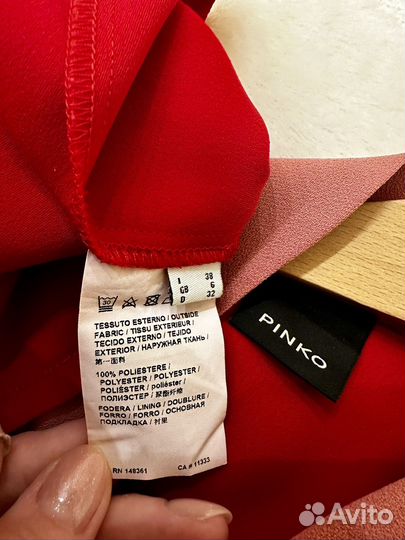 I 38
GB 6
D 32
30
TESSUTO ESTERNO / OUTSIDE
FABRIC / TISSU EXTERIEUR /
TECIDO EXTERNO / TEJIDO
EXTERIOR / НАРУЖНАЯ ТКАНЬ /
第一面料
100% POLIESTERE /
POLYESTER / POLYESTER /
POLIÉSTER / poliéster /
ПОЛИЭСТЕР / 聚酯纤维
FODERA / LINING / DOUBLURE /
FORRO / FORRO / ОСНОВНАЯ
ПОДКЛАДКА / 衬里
RN 148361 CA # 11333
PINKO
Avito